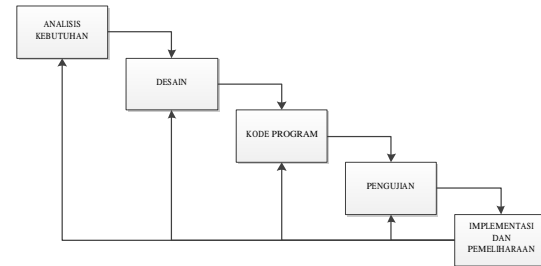 ANALISIS
KEBUTUHAN
DESAIN
KODE PROGRAM
PENGUJIAN
IMPLEMENTASI
DAN
PEMELIHARAAN